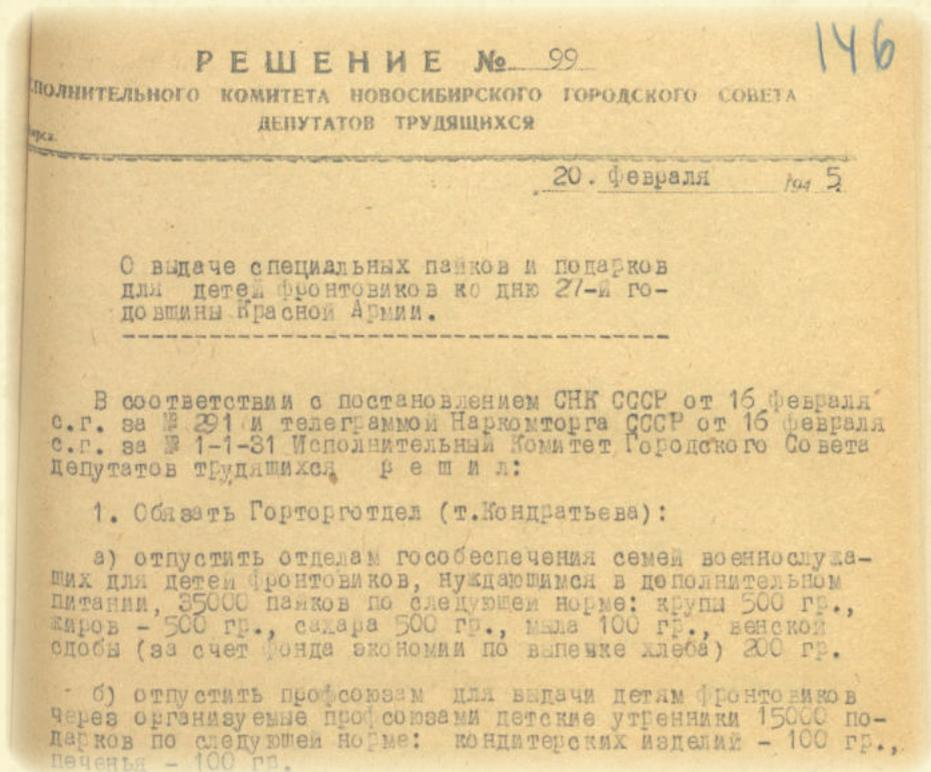 146
РЕШЕНИЕ № 99
СПОЛНИТЕЛЬНОГО КОМИТЕТА НОВОСИБИРСКОГО ГОРОДСКОГО СОВЕТА
ДЕПУТАТОВ ТРУДЯЩИХСЯ
20. февраля 194 5
О выдаче специальных пайков и подарков
для детей фронтовиков ко дню 27-й го-
довщины Красной Армии.
В соответствии с постановлением СНК СССР от 16 февраля
с.г. за № 291 и телеграммой Наркомторга СССР от 16 февраля
с.г. за № 1-1-31 Исполнительный Комитет Городского Совета
депутатов трудящихся р е ш и л:
1. Обязать Горторготдел (т.Кондратьева):
а) отпустить отделам гособеспечения семей военнослужа-
щих для детей фронтовиков, нуждающимся в дополнительном
питании, 35000 пайков по следующей норме: крупы 500 гр.,
жиров - 500 гр., сахара 500 гр., мыла 100 гр., венской
сдобы (за счет фонда экономии по выпечке хлеба) 200 гр.
б) отпустить профсоюзам для выдачи детям фронтовиков
через организуемые профсоюзами детские утренники 15000 по-
дарков по следующей норме: кондитерских изделий - 100 гр.,
печенья - 100 гр.